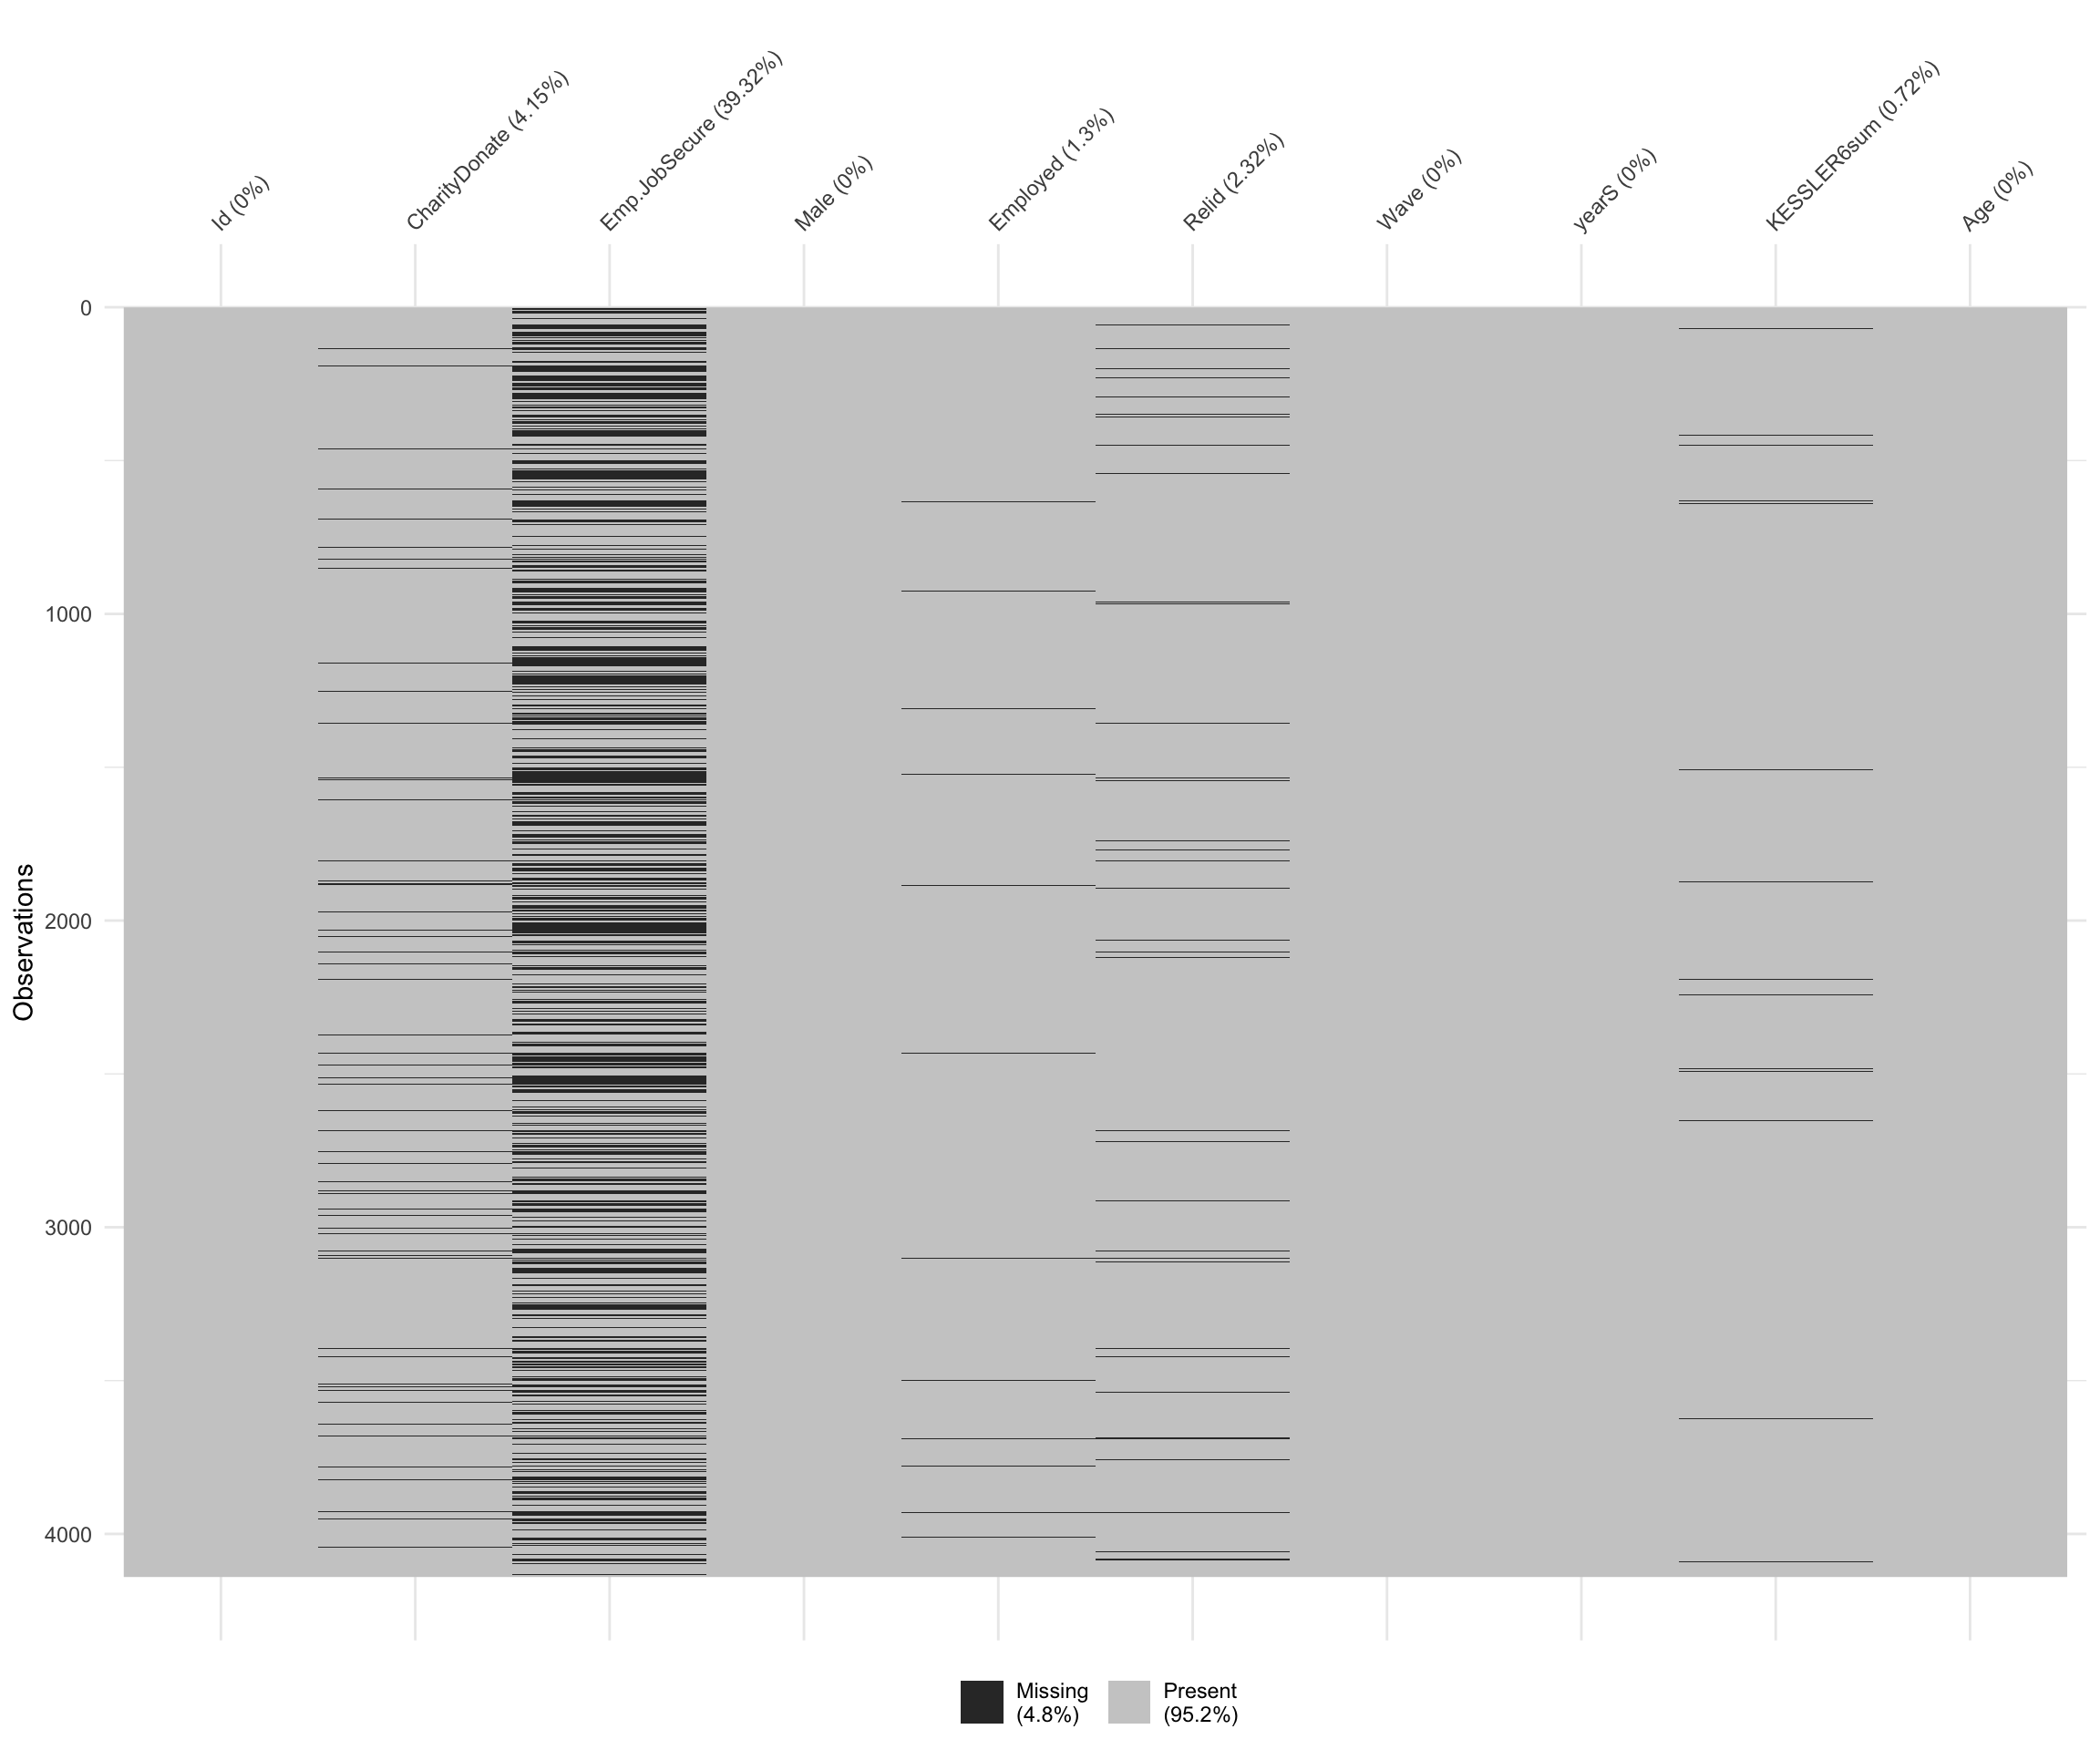 Id (0%)
CharityDonate (4.15%)
Emp.JobSecure (39.32%)
Male (0%)
Employed (1.3%)
Relid (2.32%)
Wave (0%)
yearS (0%)
KESSLER6sum (0.72%)
Age (0%)
0
1000
2000
3000
4000
Observations
Missing
(4.8%)
Present
(95.2%)